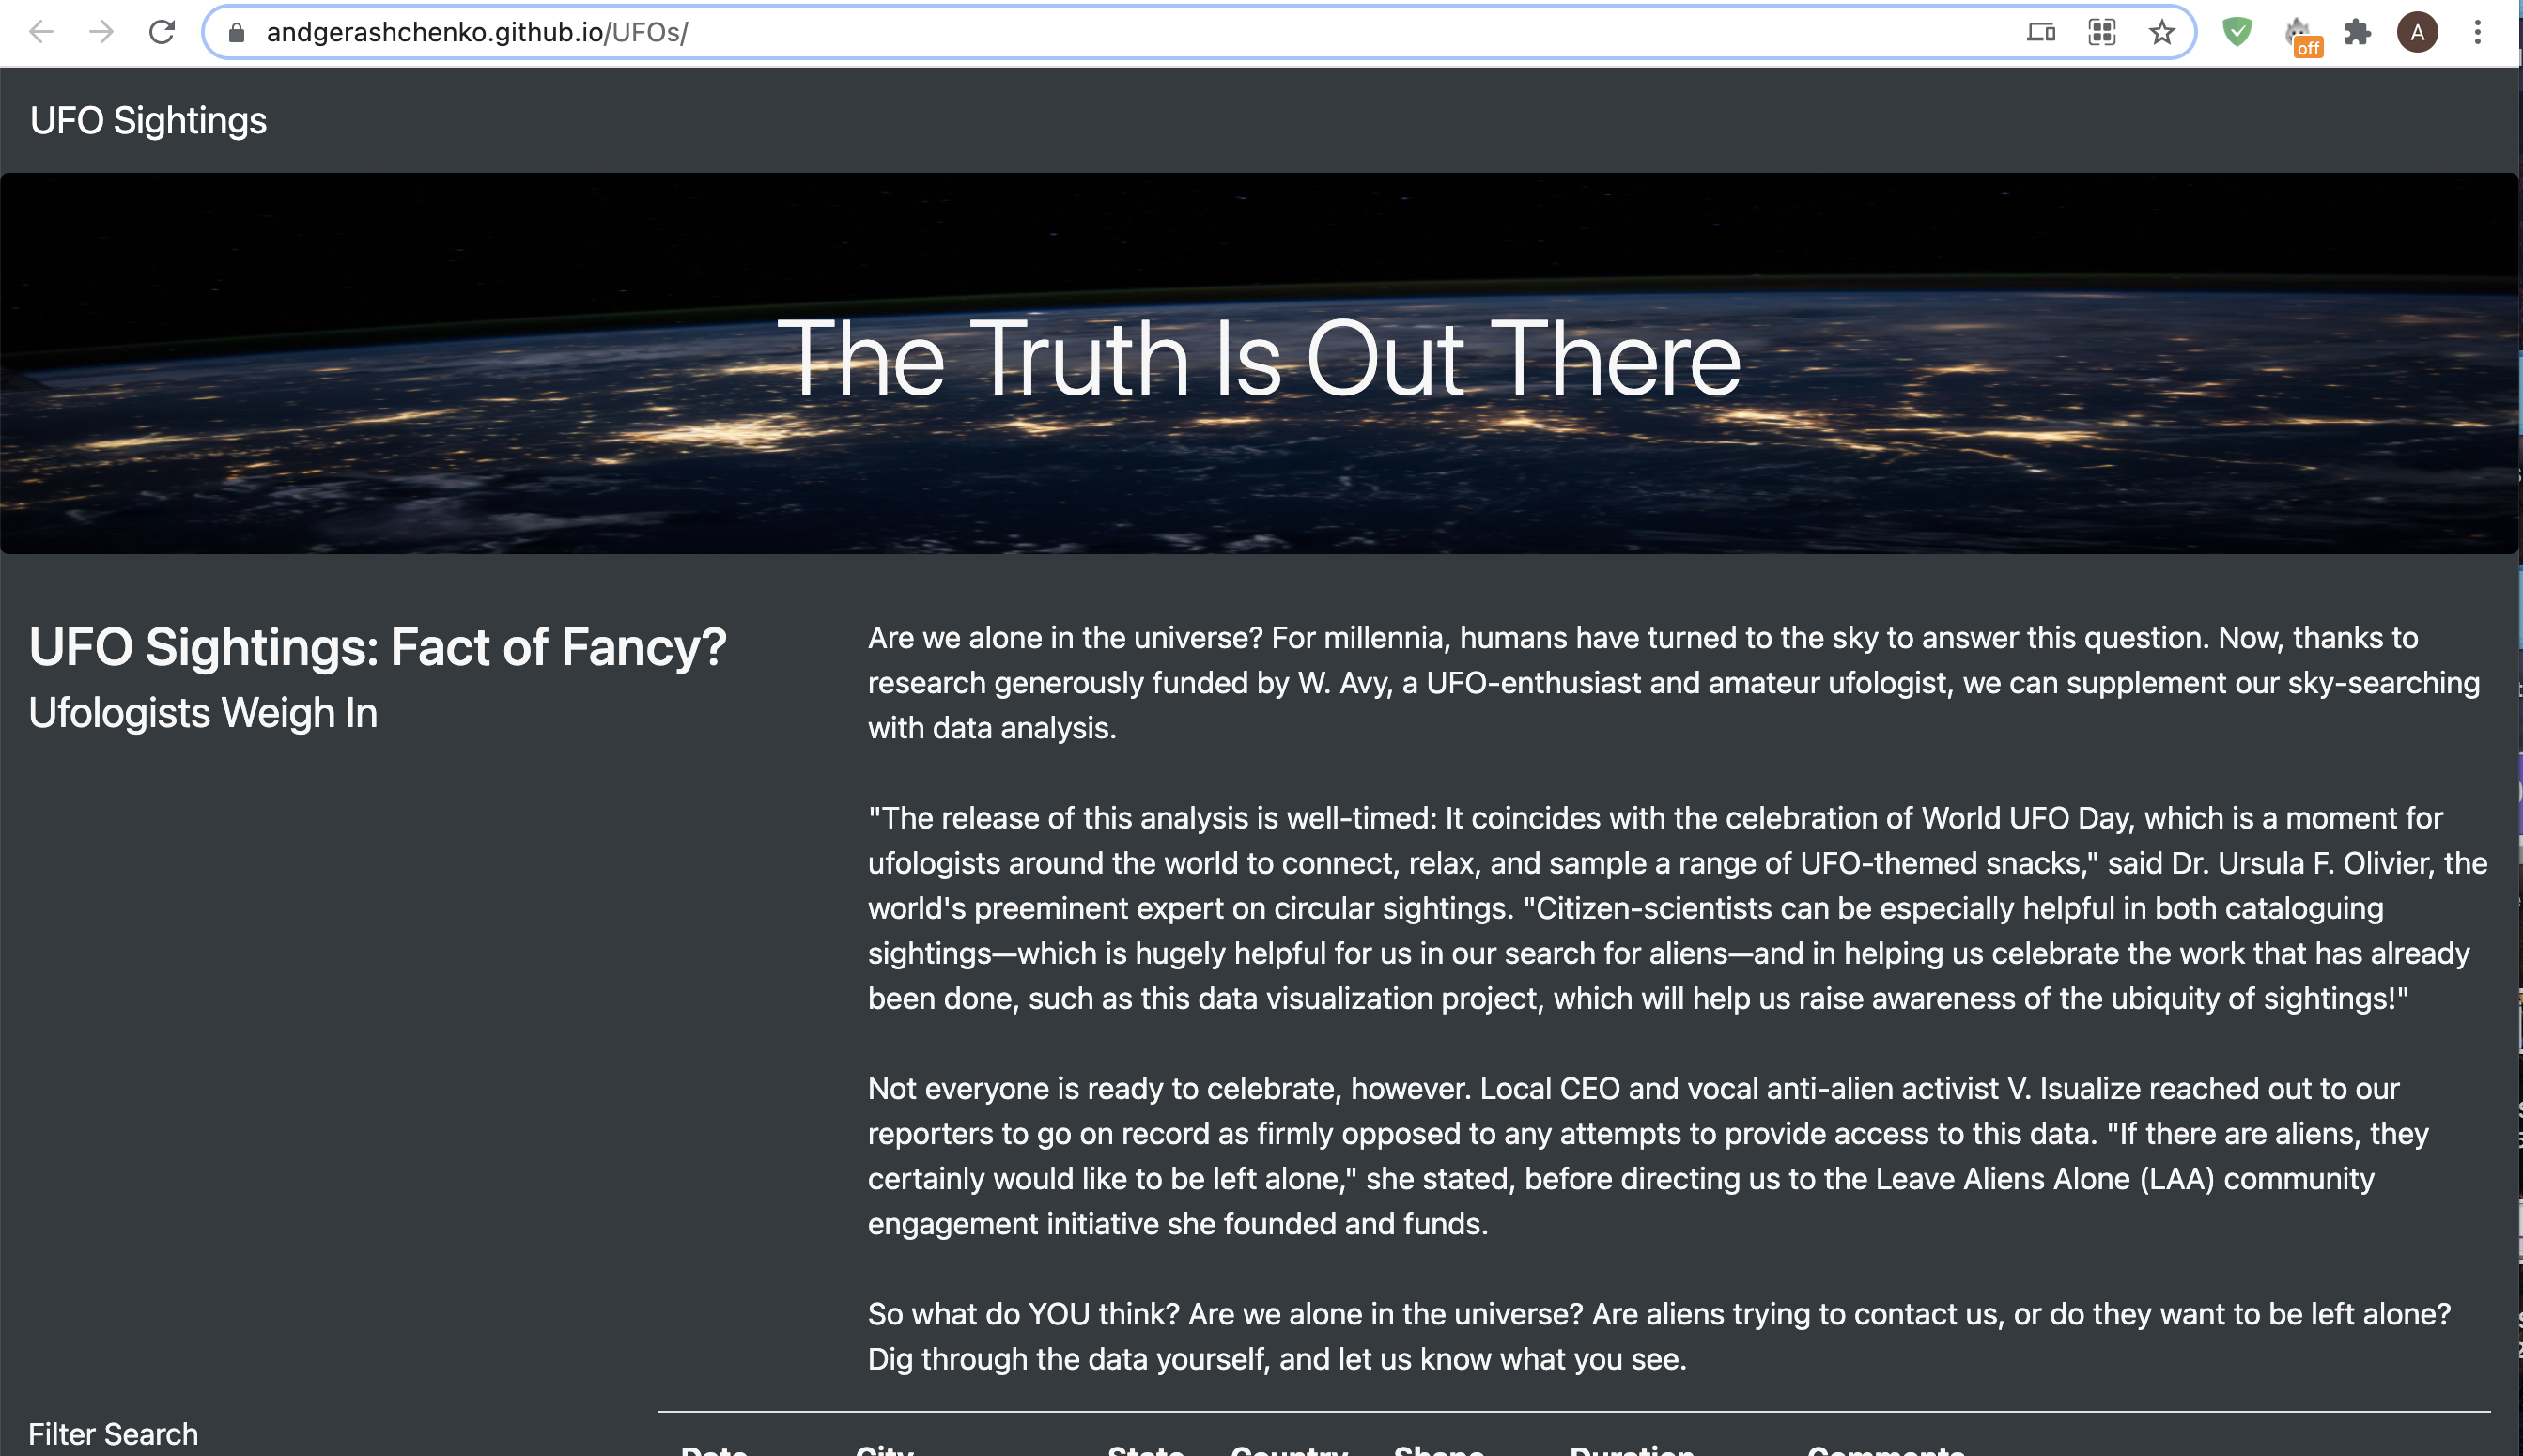 andgerashchenko.github.io/UFOs/
off
A
UFO Sightings
The Truth Is Out There
UFO Sightings: Fact of Fancy?
Ufologists Weigh In
Are we alone in the universe? For millennia, humans have turned to the sky to answer this question. Now, thanks to
research generously funded by W. Avy, a UFO-enthusiast and amateur ufologist, we can supplement our sky-searching
with data analysis.
"The release of this analysis is well-timed: It coincides with the celebration of World UFO Day, which is a moment for
ufologists around the world to connect, relax, and sample a range of UFO-themed snacks," said Dr. Ursula F. Olivier, the
world's preeminent expert on circular sightings. "Citizen-scientists can be especially helpful in both cataloguing
sightings—which is hugely helpful for us in our search for aliens—and in helping us celebrate the work that has already
been done, such as this data visualization project, which will help us raise awareness of the ubiquity of sightings!"
Not everyone is ready to celebrate, however. Local CEO and vocal anti-alien activist V. Isualize reached out to our
reporters to go on record as firmly opposed to any attempts to provide access to this data. "If there are aliens, they
certainly would like to be left alone," she stated, before directing us to the Leave Aliens Alone (LAA) community
engagement initiative she founded and funds.
So what do YOU think? Are we alone in the universe? Are aliens trying to contact us, or do they want to be left alone?
Dig through the data yourself, and let us know what you see.
Filter Search
Date City State Country Shape Duration Comments